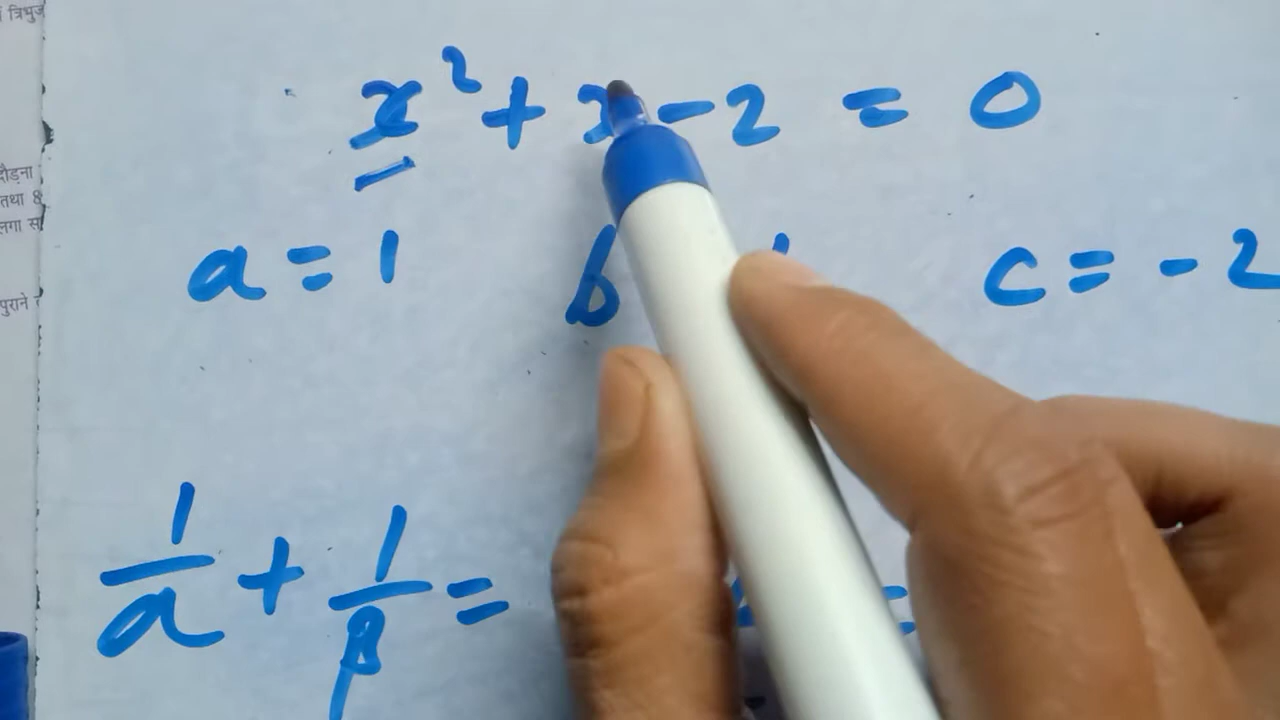 त्रिभुज
x² + x - 2 = 0
दौड़ना
तथा 8
लगा
a = 1 b c = - 2
पुराने
1/a + 1/β =